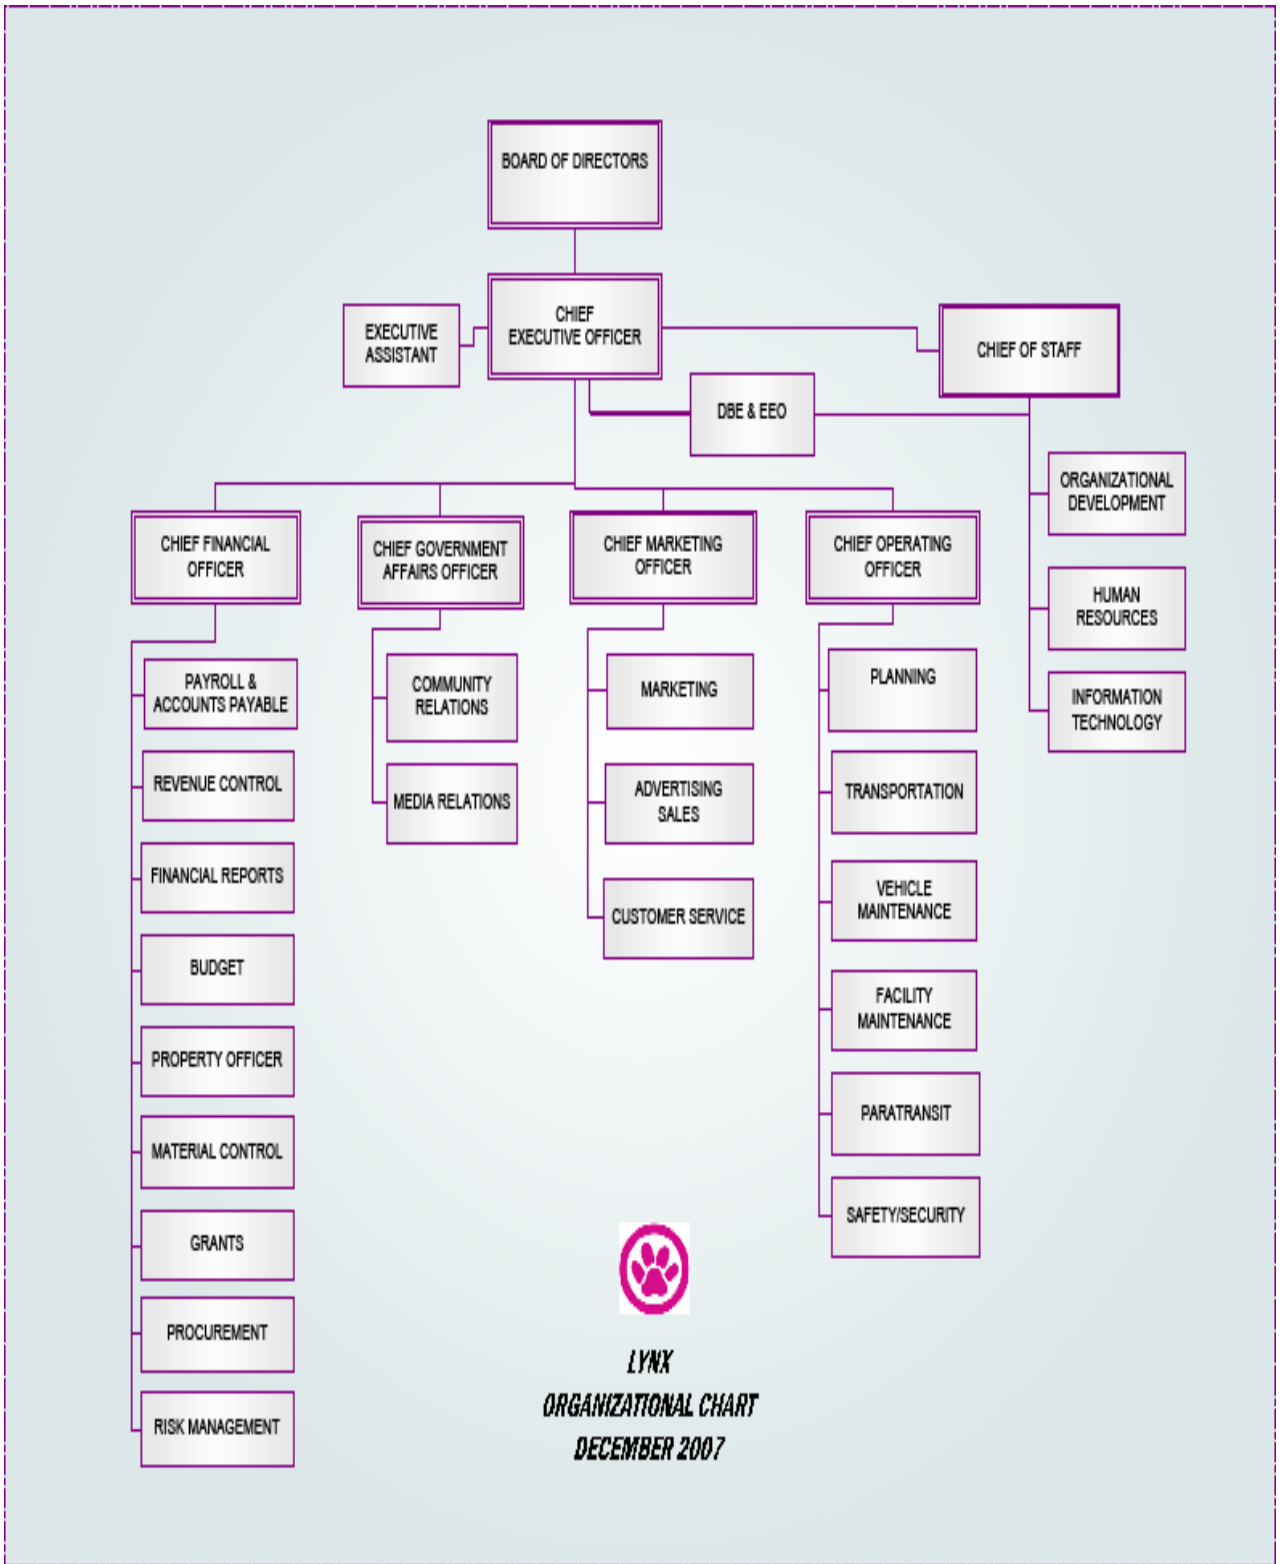 BOARD OF DIRECTORS
CHIEF
EXECUTIVE OFFICER
EXECUTIVE
ASSISTANT
CHIEF OF STAFF
DBE & EEO
ORGANIZATIONAL
DEVELOPMENT
HUMAN
RESOURCES
INFORMATION
TECHNOLOGY
CHIEF FINANCIAL
OFFICER
PAYROLL &
ACCOUNTS PAYABLE
REVENUE CONTROL
FINANCIAL REPORTS
BUDGET
PROPERTY OFFICER
MATERIAL CONTROL
GRANTS
PROCUREMENT
RISK MANAGEMENT
CHIEF GOVERNMENT
AFFAIRS OFFICER
COMMUNITY
RELATIONS
MEDIA RELATIONS
CHIEF MARKETING
OFFICER
MARKETING
ADVERTISING
SALES
CUSTOMER SERVICE
CHIEF OPERATING
OFFICER
PLANNING
TRANSPORTATION
VEHICLE
MAINTENANCE
FACILITY
MAINTENANCE
PARATRANSIT
SAFETY/SECURITY
LYNX
ORGANIZATIONAL CHART
DECEMBER 2007